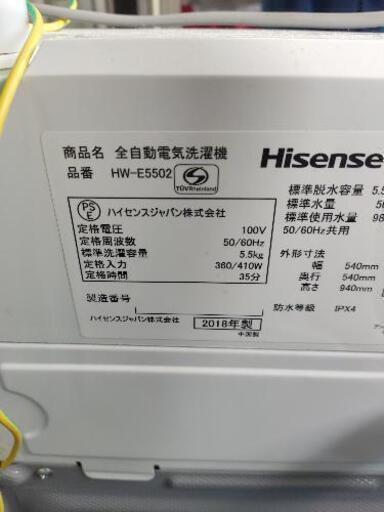 商品名 全自動電気洗濯機
品番 HW-E5502
TÜVRheinland
Hisense
PS
E
ハイセンスジャパン株式会社
定格電圧 100V
定格周波数 50/60Hz
標準洗濯容量 5.5kg
定格入力 360/410W
定格時間 35分
製造番号
ハイセンスジャパン株式会社
2018年製
中国製
標準脱水容量 5.5
標準水量
標準使用水量 98
50/60Hz共用
外形寸法
幅 540mm
奥行 540mm
高さ 940mm
防水等級 IPX4